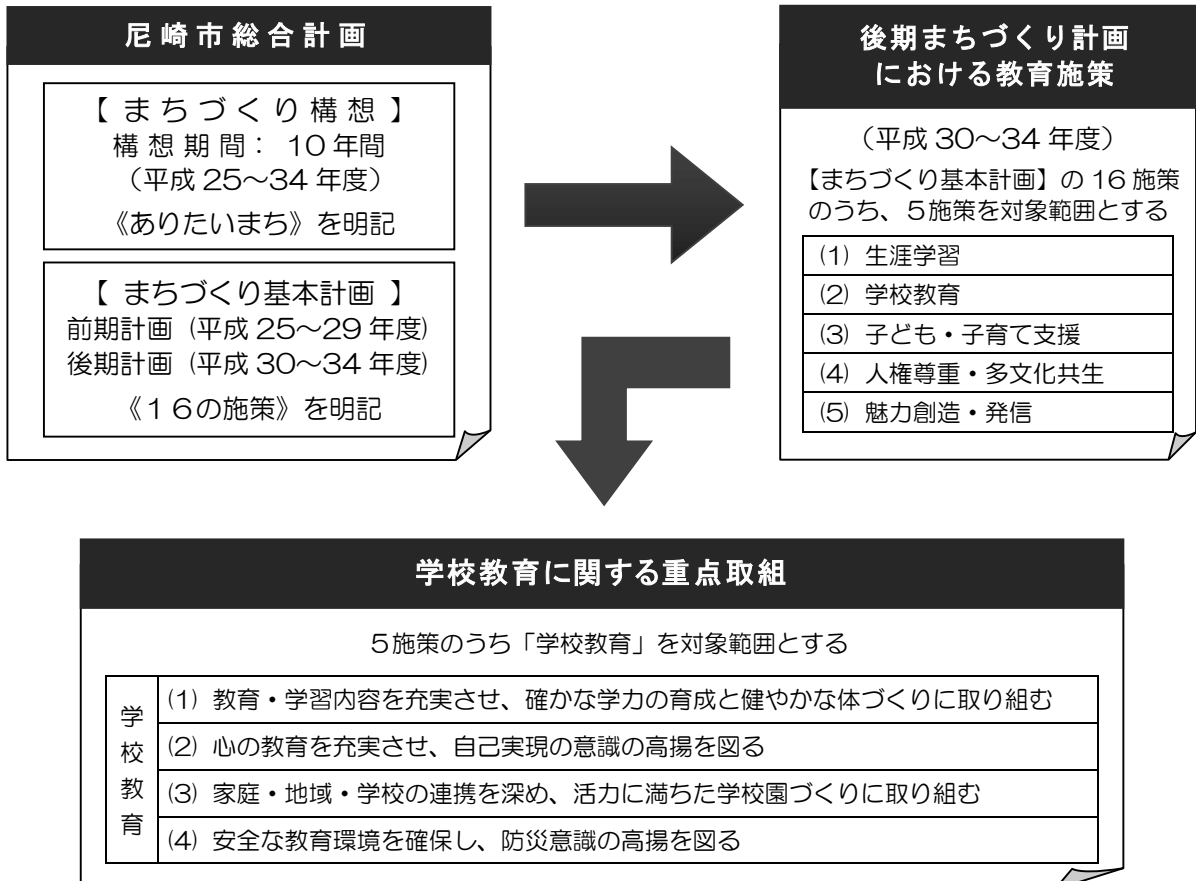 尼崎市総合計画
【 まちづくり構想 】
構想期間： 10年間
（平成 25～34 年度）
《ありたいまち》を明記
【 まちづくり基本計画 】
前期計画（平成 25～29 年度）
後期計画（平成 30～34 年度）
《１６の施策》を明記
後期まちづくり計画
における教育施策
（平成 30～34 年度）
【まちづくり基本計画】の 16 施策
のうち、５施策を対象範囲とする
(1) 生涯学習
(2) 学校教育
(3) 子ども・子育て支援
(4) 人権尊重・多文化共生
(5) 魅力創造・発信
学校教育に関する重点取組
５施策のうち「学校教育」を対象範囲とする
学校教育
(1) 教育・学習内容を充実させ、確かな学力の育成と健やかな体づくりに取り組む
(2) 心の教育を充実させ、自己実現の意識の高揚を図る
(3) 家庭・地域・学校の連携を深め、活力に満ちた学校園づくりに取り組む
(4) 安全な教育環境を確保し、防災意識の高揚を図る